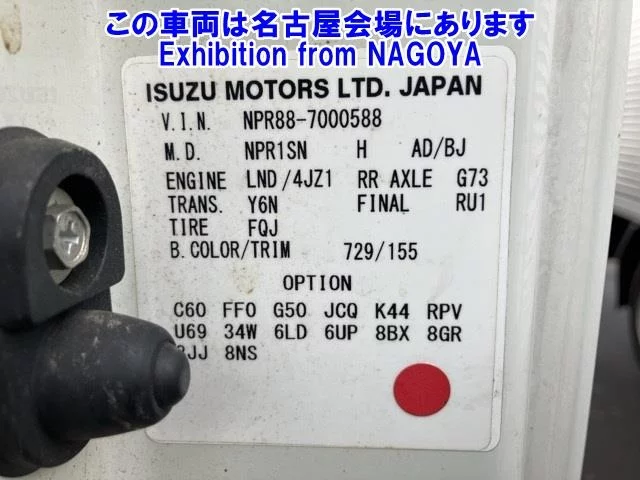 この車両は名古屋会場にあります
Exhibition from NAGOYA
ISUZU MOTORS LTD. JAPAN
V.I.N. NPR88-7000588
M.D. NPR1SN H AD/BJ
ENGINE LND/4JZ1 RR AXLE G73
TRANS. Y6N FINAL RU1
TIRE FQJ
B.COLOR/TRIM 729/155
OPTION
C60 FF0 G50 JCQ K44 RPV
U69 34W 6LD 6UP 8BX 8GR
8NS